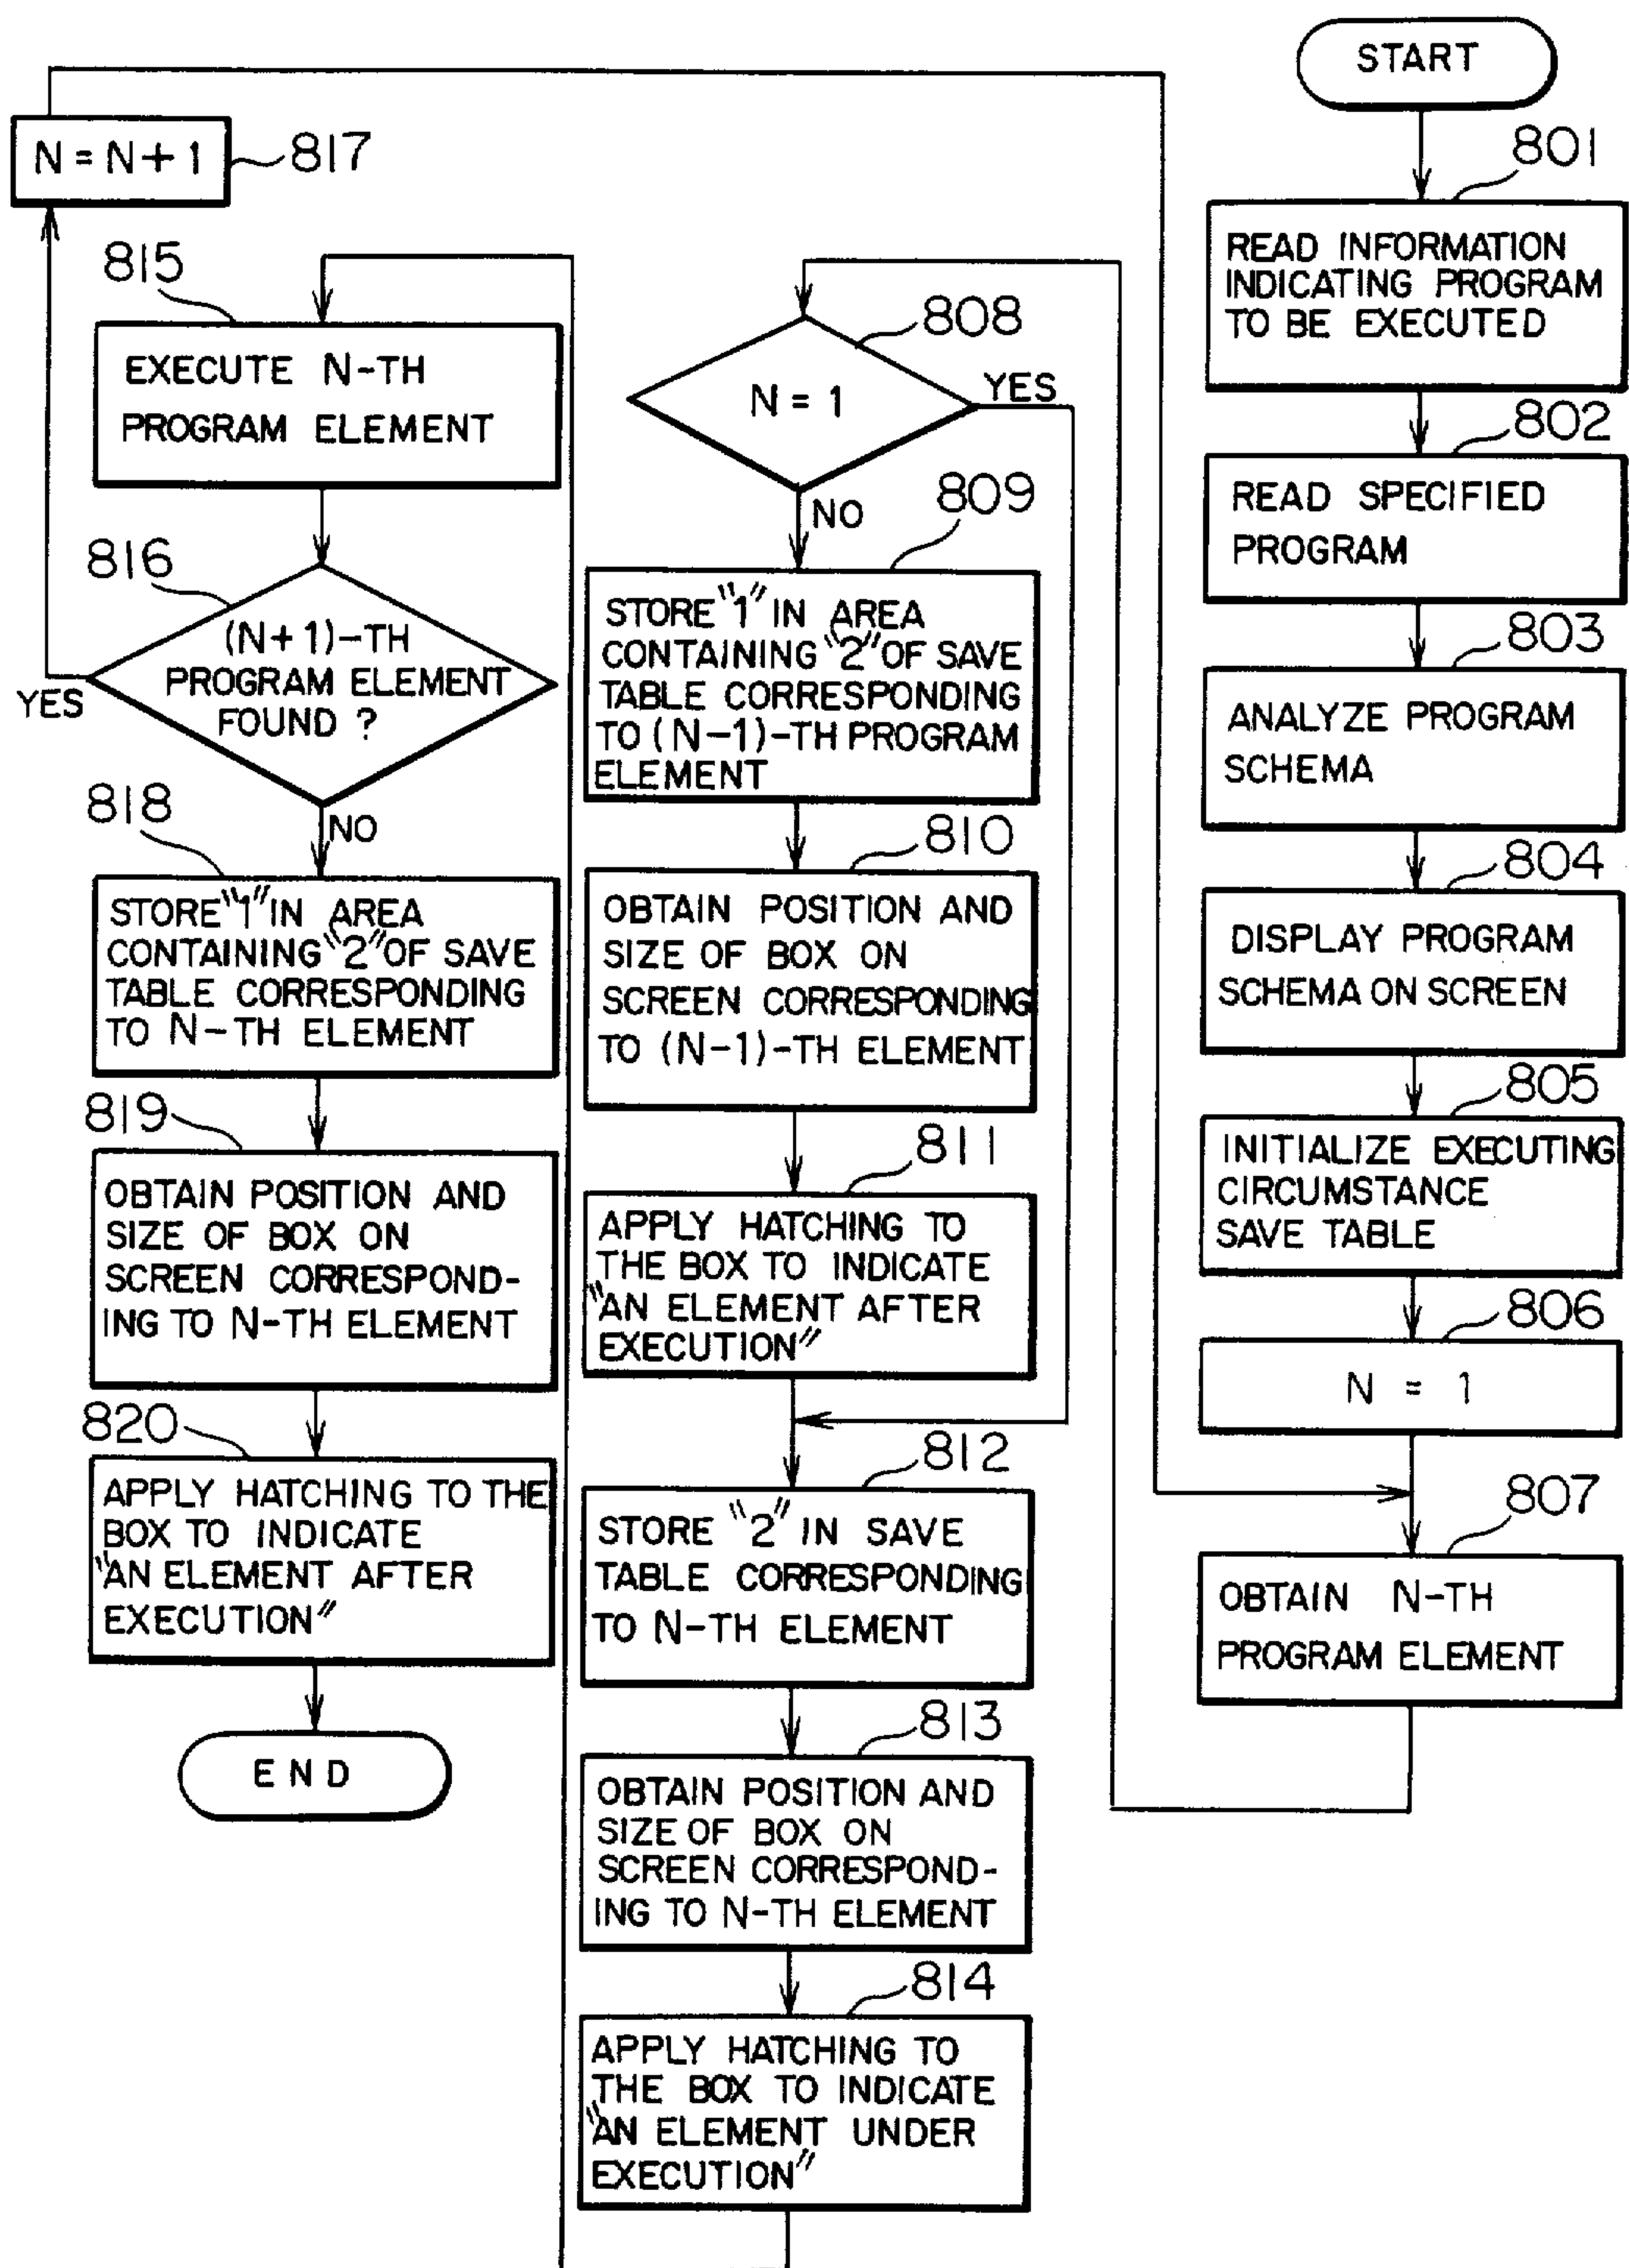 START
801
READ INFORMATION
INDICATING PROGRAM
TO BE EXECUTED
802
READ SPECIFIED
PROGRAM
803
ANALYZE PROGRAM
SCHEMA
804
DISPLAY PROGRAM
SCHEMA ON SCREEN
805
INITIALIZE EXECUTING
CIRCUMSTANCE
SAVE TABLE
806
N = 1
807
OBTAIN N-TH
PROGRAM ELEMENT
808
N = 1
YES
NO
809
STORE "1" IN AREA
CONTAINING "2" OF SAVE
TABLE CORRESPONDING
TO (N-1)-TH PROGRAM
ELEMENT
810
OBTAIN POSITION AND
SIZE OF BOX ON
SCREEN CORRESPONDING
TO (N-1)-TH ELEMENT
811
APPLY HATCHING TO
THE BOX TO INDICATE
"AN ELEMENT AFTER
EXECUTION"
812
STORE "2" IN SAVE
TABLE CORRESPONDING
TO N-TH ELEMENT
813
OBTAIN POSITION AND
SIZE OF BOX ON
SCREEN CORRESPOND-
ING TO N-TH ELEMENT
814
APPLY HATCHING TO
THE BOX TO INDICATE
"AN ELEMENT UNDER
EXECUTION"
815
EXECUTE N-TH
PROGRAM ELEMENT
816
(N+1)-TH
PROGRAM ELEMENT
FOUND ?
YES
NO
N = N + 1
817
818
STORE "1" IN AREA
CONTAINING "2" OF SAVE
TABLE CORRESPONDING
TO N-TH ELEMENT
819
OBTAIN POSITION AND
SIZE OF BOX ON
SCREEN CORRESPOND-
ING TO N-TH ELEMENT
820
APPLY HATCHING TO THE
BOX TO INDICATE
"AN ELEMENT AFTER
EXECUTION"
END